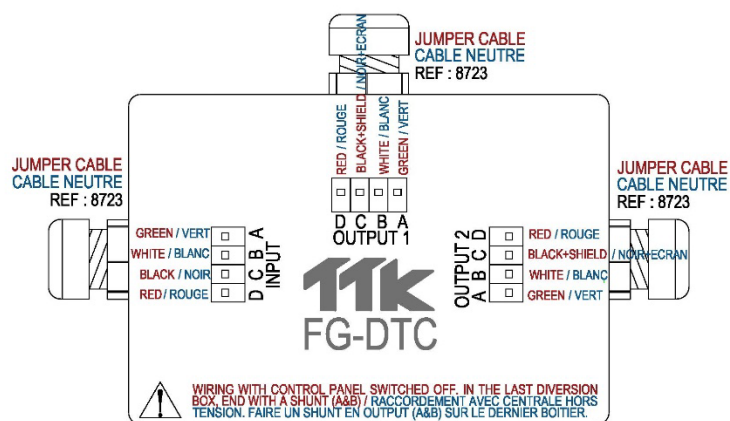 JUMPER CABLE
CABLE NEUTRE
REF : 8723
RED / ROUGE
BLACK+SHIELD / NOIR+ECRAN
WHITE / BLANC
GREEN / VERT
D C B A
OUTPUT 1
JUMPER CABLE
CABLE NEUTRE
REF : 8723
GREEN / VERT
WHITE / BLANC
BLACK / NOIR
RED / ROUGE
A
B
C
D
INPUT
JUMPER CABLE
CABLE NEUTRE
REF : 8723
OUTPUT 2
D
C
B
A
RED / ROUGE
BLACK+SHIELD / NOIR+ECRAN
WHITE / BLANC
GREEN / VERT
TTK
FG-DTC
WIRING WITH CONTROL PANEL SWITCHED OFF. IN THE LAST DIVERSION
BOX, END WITH A SHUNT (A&B) / RACCORDEMENT AVEC CENTRALE HORS
TENSION. FAIRE UN SHUNT EN OUTPUT (A&B) SUR LE DERNIER BOITIER.